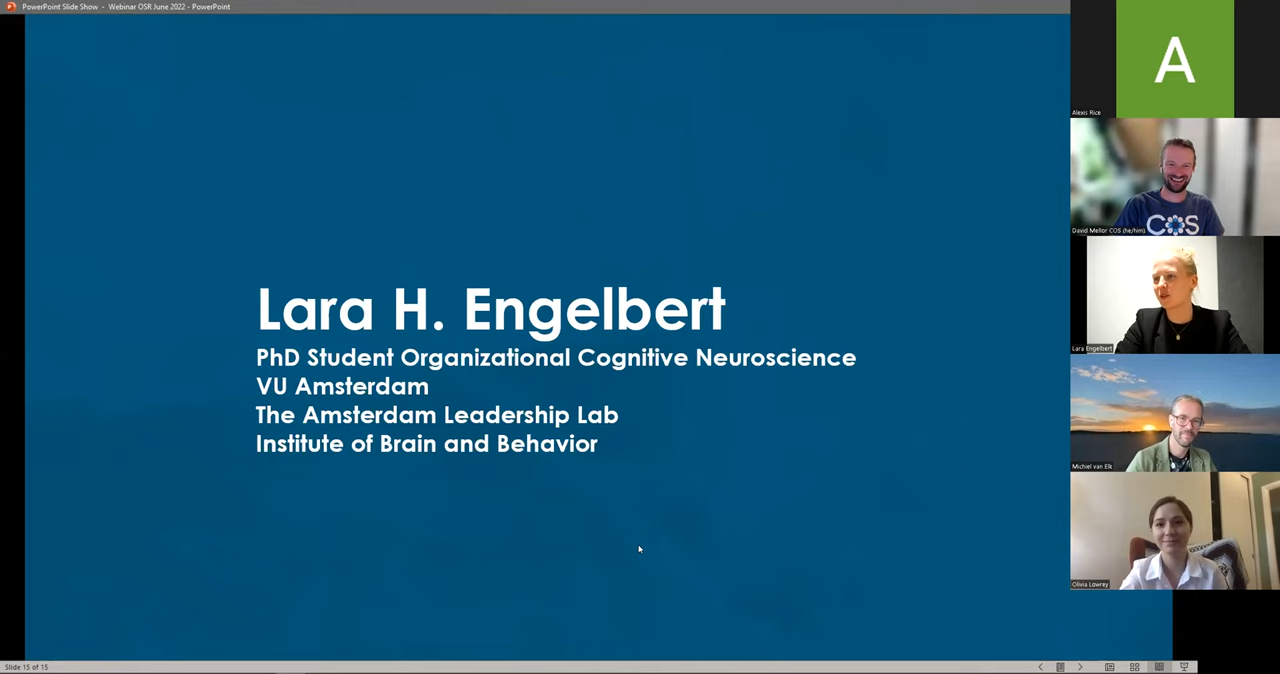 PowerPoint Slide Show - Webinar OSR June 2022 - PowerPoint
A
Alexis Rice
COS
David Mellor COS (he/him)
Lara Engelbert
Michiel van Elk
Olivia Lowrey
Lara H. Engelbert
PhD Student Organizational Cognitive Neuroscience
VU Amsterdam
The Amsterdam Leadership Lab
Institute of Brain and Behavior
Slide 15 of 15